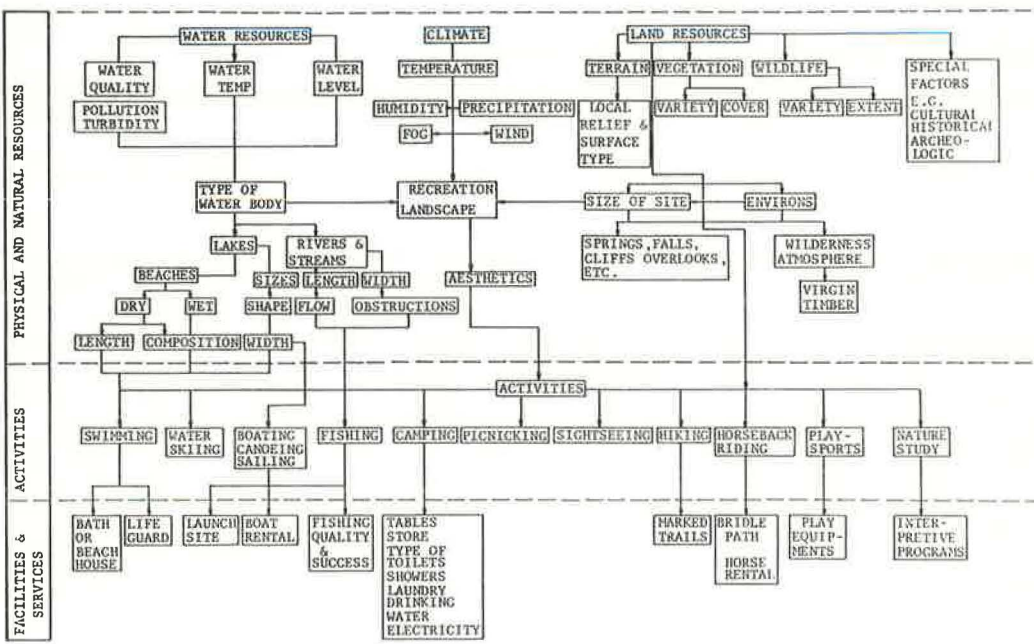 PHYSICAL AND NATURAL RESOURCES
WATER RESOURCES
CLIMATE
LAND RESOURCES
WATER
QUALITY
WATER
TEMP
WATER
LEVEL
POLLUTION
TURBIDITY
TEMPERATURE
HUMIDITY
PRECIPITATION
FOG
WIND
TERRAIN
VEGETATION
WILDLIFE
SPECIAL
FACTORS
E.G.
CULTURAL
HISTORICAL
ARCHEO-
LOGIC
LOCAL
RELIEF &
SURFACE
TYPE
VARIETY
COVER
VARIETY
EXTENT
TYPE OF
WATER BODY
RECREATION
LANDSCAPE
SIZE OF SITE
ENVIRONS
LAKES
RIVERS &
STREAMS
SPRINGS, FALLS,
CLIFFS OVERLOOKS,
ETC.
WILDERNESS
ATMOSPHERE
VIRGIN
TIMBER
BEACHES
SIZES
LENGTH
WIDTH
AESTHETICS
DRY
WET
SHAPE
FLOW
OBSTRUCTIONS
LENGTH
COMPOSITION
WIDTH
ACTIVITIES
ACTIVITIES
SWIMMING
WATER
SKIING
BOATING
CANOEING
SAILING
FISHING
CAMPING
PICNICKING
SIGHTSEEING
HIKING
HORSEBACK
RIDING
PLAY-
SPORTS
NATURE
STUDY
FACILITIES &
SERVICES
BATH
OR
BEACH
HOUSE
LIFE
GUARD
LAUNCH
SITE
BOAT
RENTAL
FISHING
QUALITY
&
SUCCESS
TABLES
STORE
TYPE OF
TOILETS
SHOWERS
LAUNDRY
DRINKING
WATER
ELECTRICITY
MARKED
TRAILS
BRIDLE
PATH
HORSE
RENTAL
PLAY
EQUIP-
MENTS
INTER-
PRETIVE
PROGRAMS